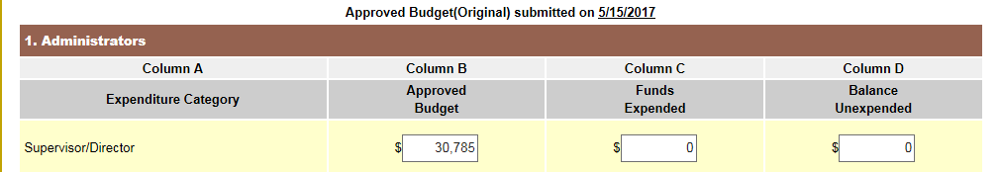 Approved Budget(Original) submitted on 5/15/2017
1. Administrators
Column A Column B Column C Column D
Expenditure Category Approved Budget Funds Expended Balance Unexpended
Supervisor/Director $ 30,785 $ 0 $ 0